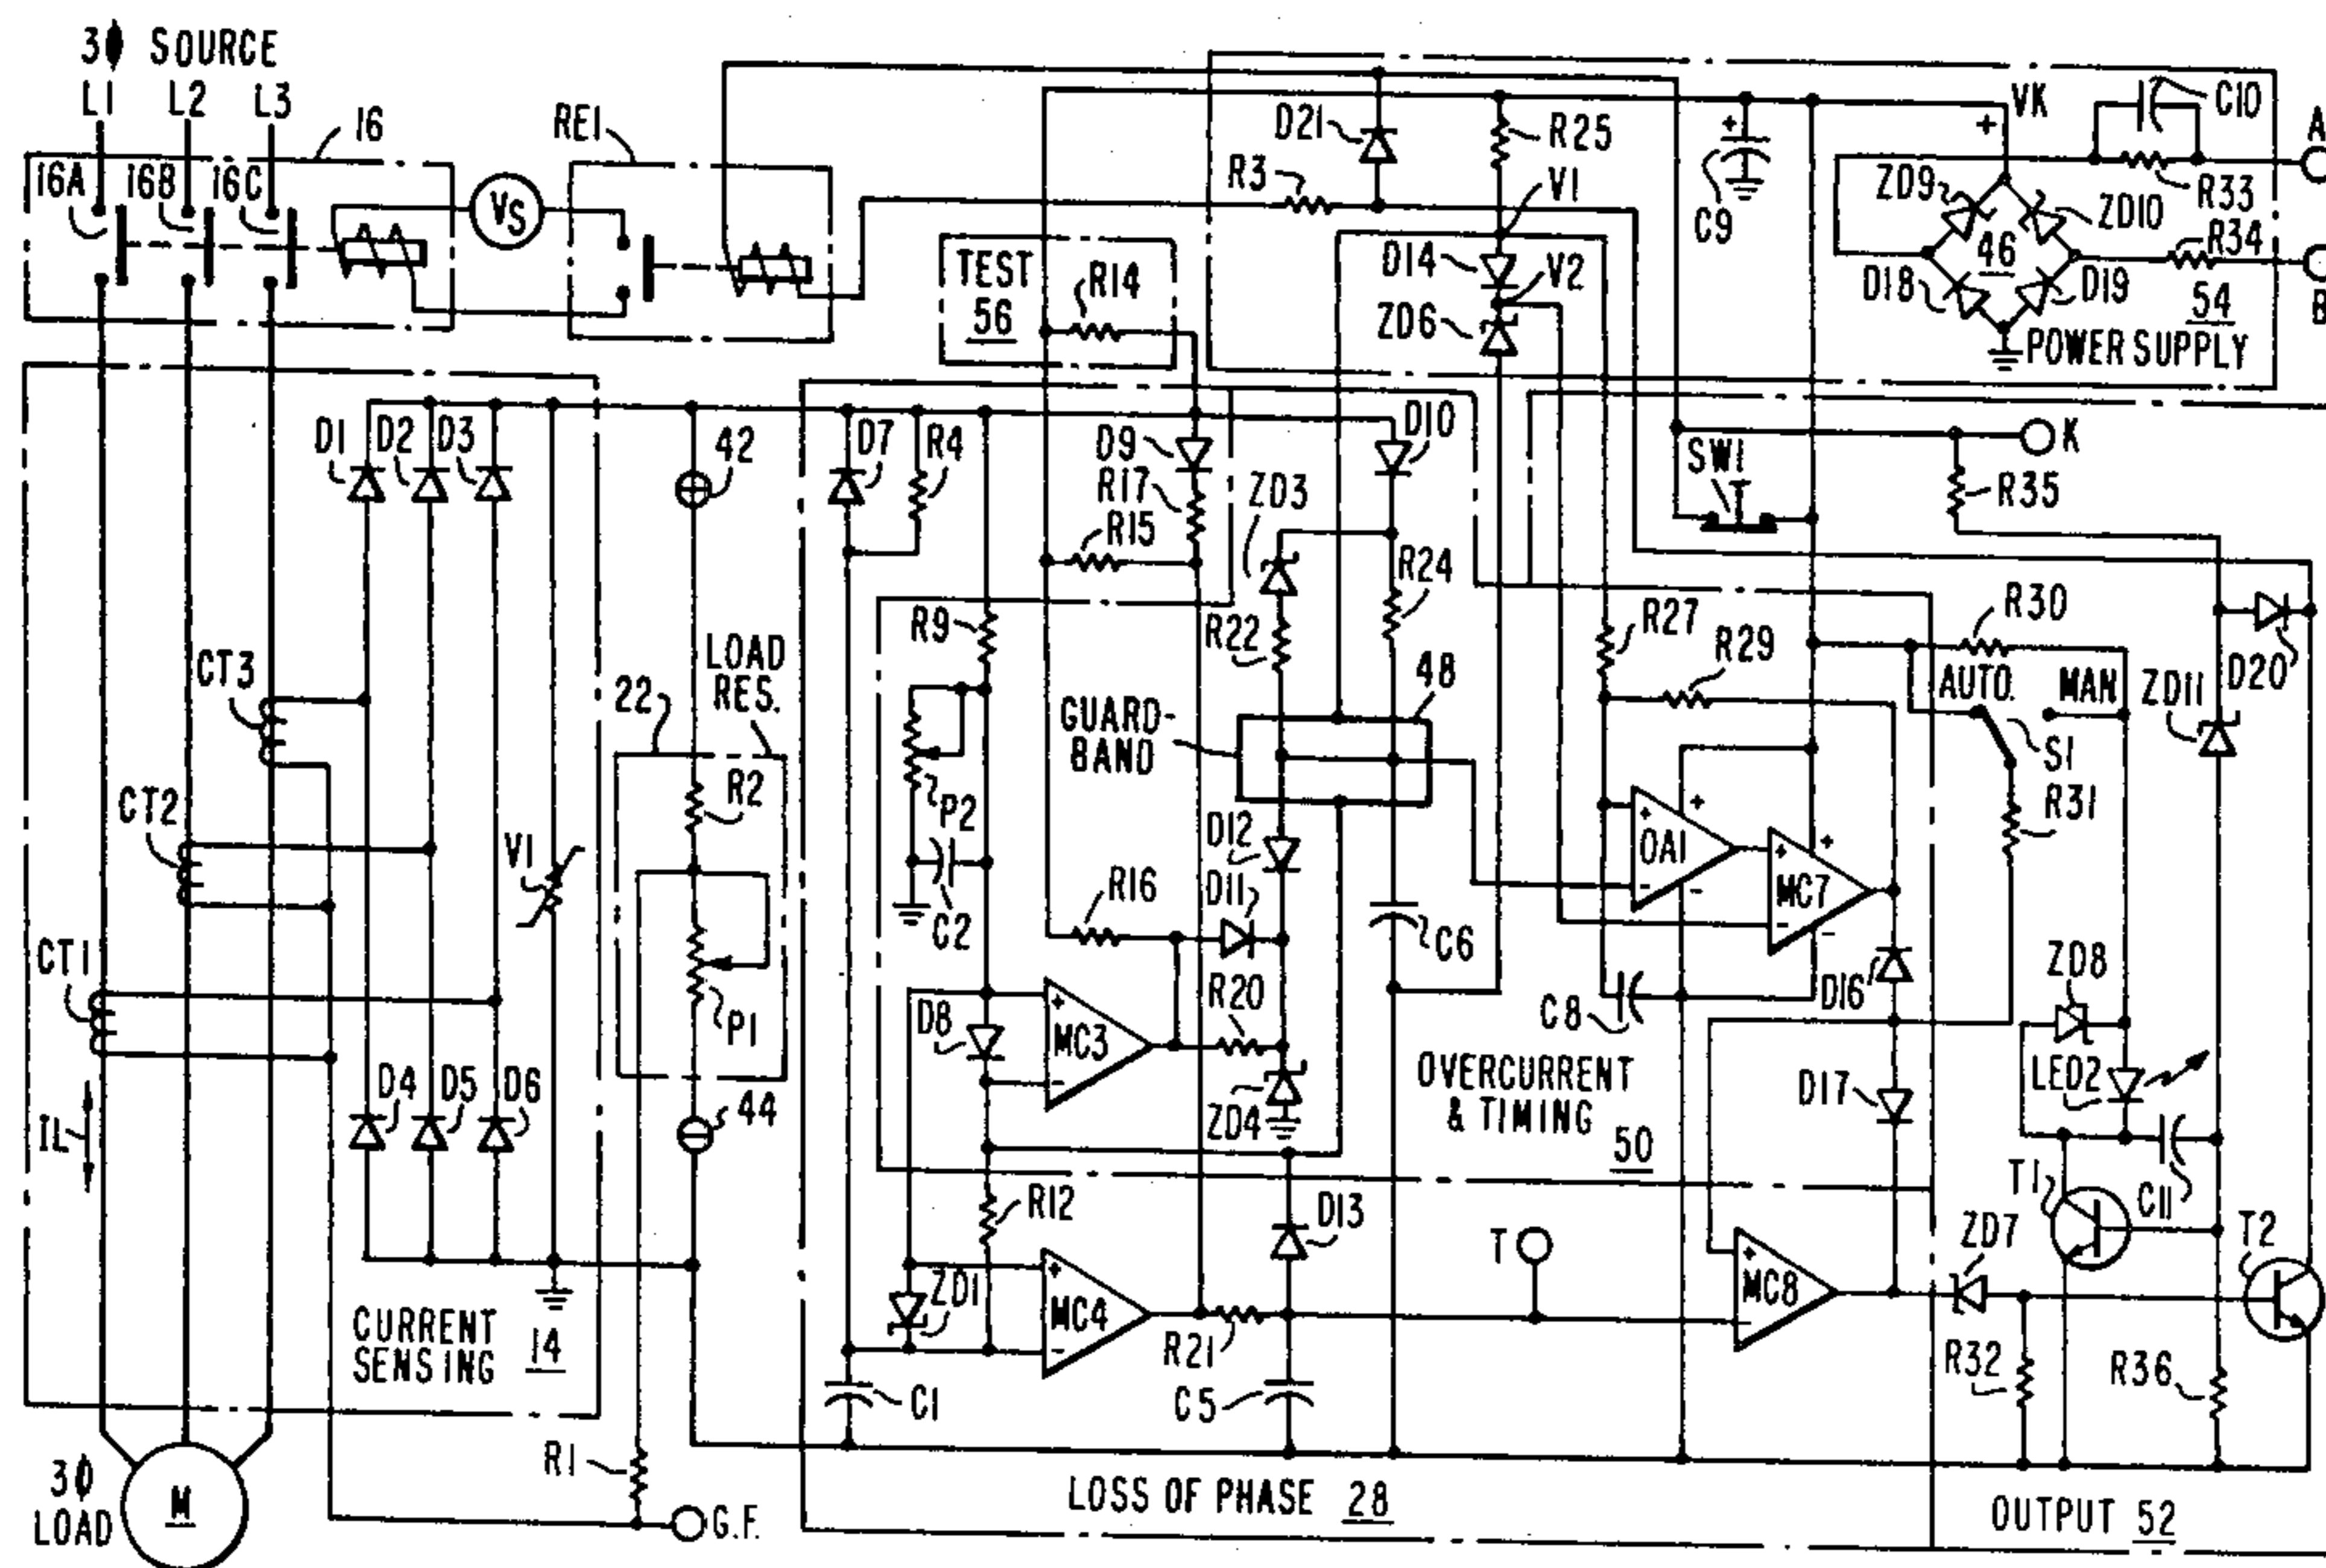 3ϕ SOURCE
L1 L2 L3
16
RE1
16A 16B 16C
VS
D21
R3
R25
V1
C9
VK
+
+
C10
A
ZD9
ZD10
R33
46
R34
B
D18
D19
54
POWER SUPPLY
TEST
56
R14
D14
V2
ZD6
D1 D2 D3
42
D7
R4
D9
D10
R17
ZD3
R15
SW1
K
R35
R24
R9
R22
R27
R29
R30
AUTO.
MAN
ZD11
D20
S1
R31
CT3
LOAD
RES.
22
48
GUARD-
BAND
R2
P2
CT2
V1
D12
D11
R16
C2
C6
+
OA1
-
-
+
+
MC7
-
-
CT1
P1
D8
+
MC3
-
R20
C8
D16
ZD8
LED2
ZD4
OVERCURRENT
& TIMING
50
D17
D4 D5 D6
IL
44
R12
D13
T
T1
C11
T2
ZD7
+
MC8
-
ZD1
+
MC4
-
R21
R32
R36
CURRENT
SENSING 14
C1
C5
R1
3ϕ
LOAD
M
G.F.
LOSS OF PHASE 28
OUTPUT 52